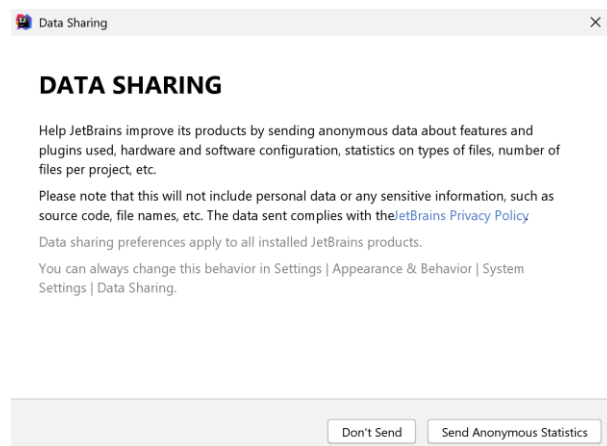 Data Sharing
DATA SHARING
Help JetBrains improve its products by sending anonymous data about features and
plugins used, hardware and software configuration, statistics on types of files, number of
files per project, etc.
Please note that this will not include personal data or any sensitive information, such as
source code, file names, etc. The data sent complies with theJetBrains Privacy Policy.
Data sharing preferences apply to all installed JetBrains products.
You can always change this behavior in Settings | Appearance & Behavior | System
Settings | Data Sharing.
Don't Send Send Anonymous Statistics